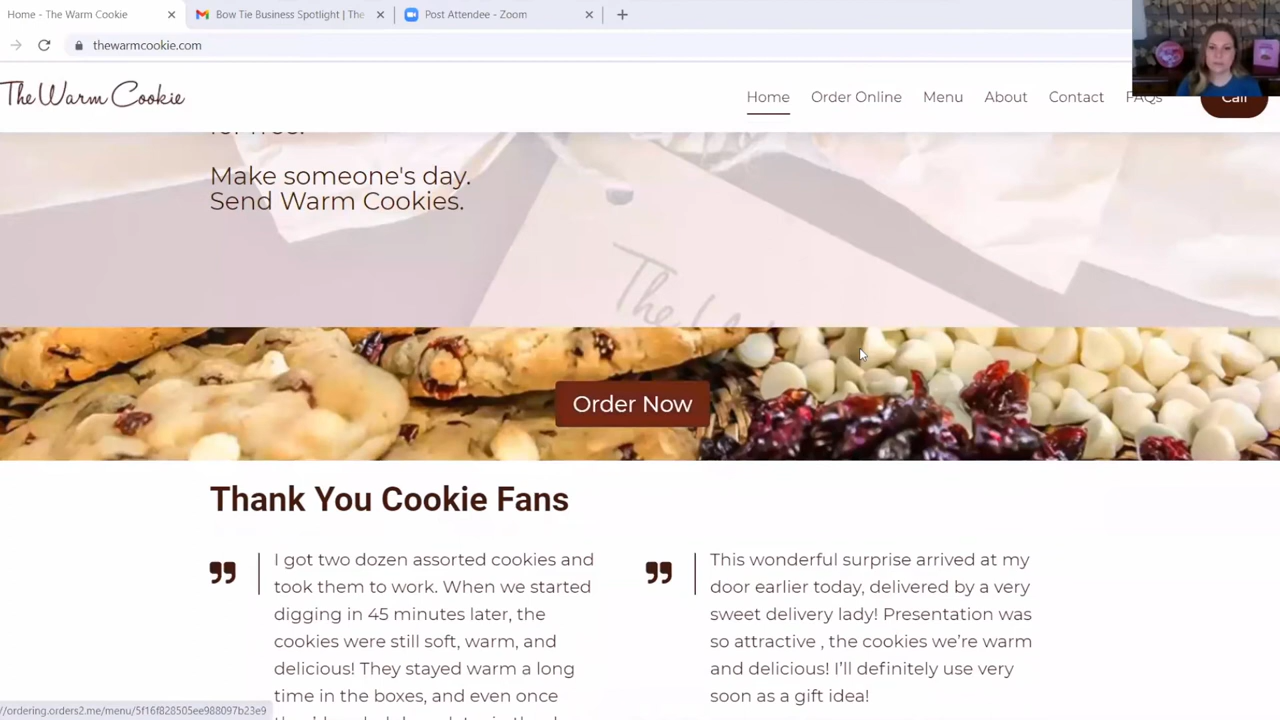 Home - The Warm Cookie
Bow Tie Business Spotlight | The
Post Attendee - Zoom
thewarmcookie.com
The Warm Cookie
Home
Order Online
Menu
About
Contact
FAQs
Call
for free.
Make someone's day.
Send Warm Cookies.
Order Now
Thank You Cookie Fans
I got two dozen assorted cookies and
took them to work. When we started
digging in 45 minutes later, the
cookies were still soft, warm, and
delicious! They stayed warm a long
time in the boxes, and even once
This wonderful surprise arrived at my
door earlier today, delivered by a very
sweet delivery lady! Presentation was
so attractive , the cookies we’re warm
and delicious! I’ll definitely use very
soon as a gift idea!
//ordering.orders2.me/menu/5f16f828505ee988097b23e9